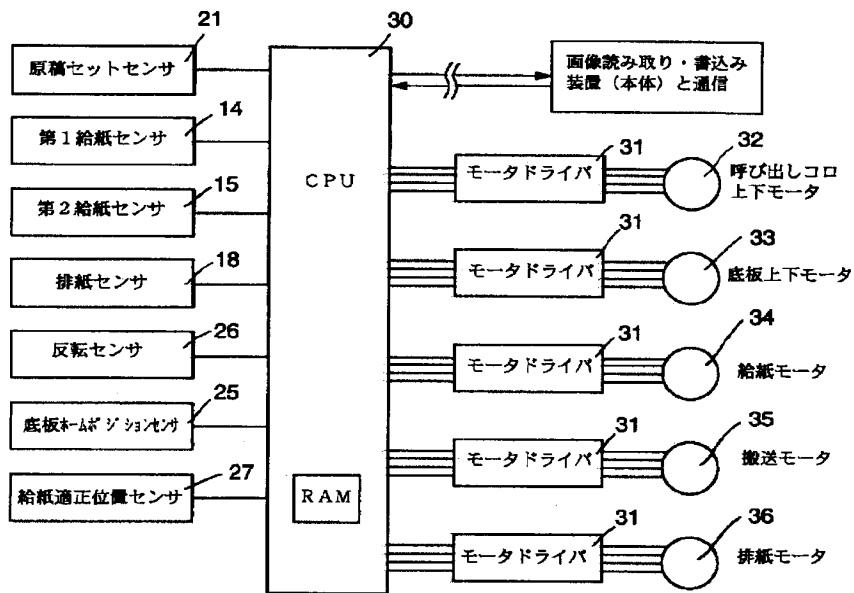 21
原稿セットセンサ
14
第1給紙センサ
15
第2給紙センサ
18
排紙センサ
26
反転センサ
25
底板ホームポジションセンサ
27
給紙適正位置センサ
30
CPU
RAM
画像読み取り・書込み
装置(本体)と通信
31
モータドライバ
32
呼び出しコロ
上下モータ
31
モータドライバ
33
底板上下モータ
31
モータドライバ
34
給紙モータ
31
モータドライバ
35
搬送モータ
31
モータドライバ
36
排紙モータ